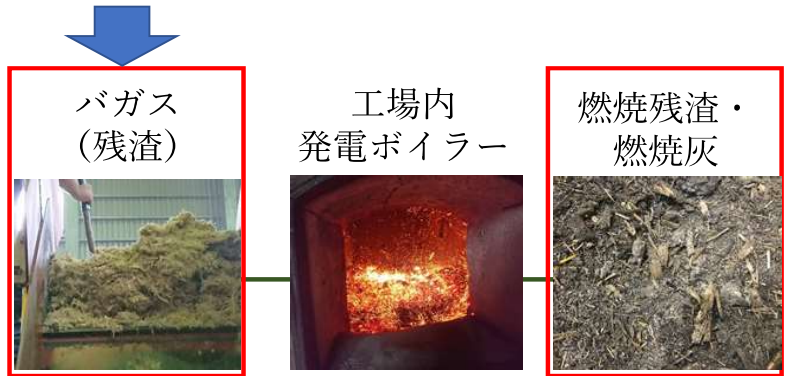 バガス
（残渣）
工場内
発電ボイラー
燃焼残渣・
燃焼灰